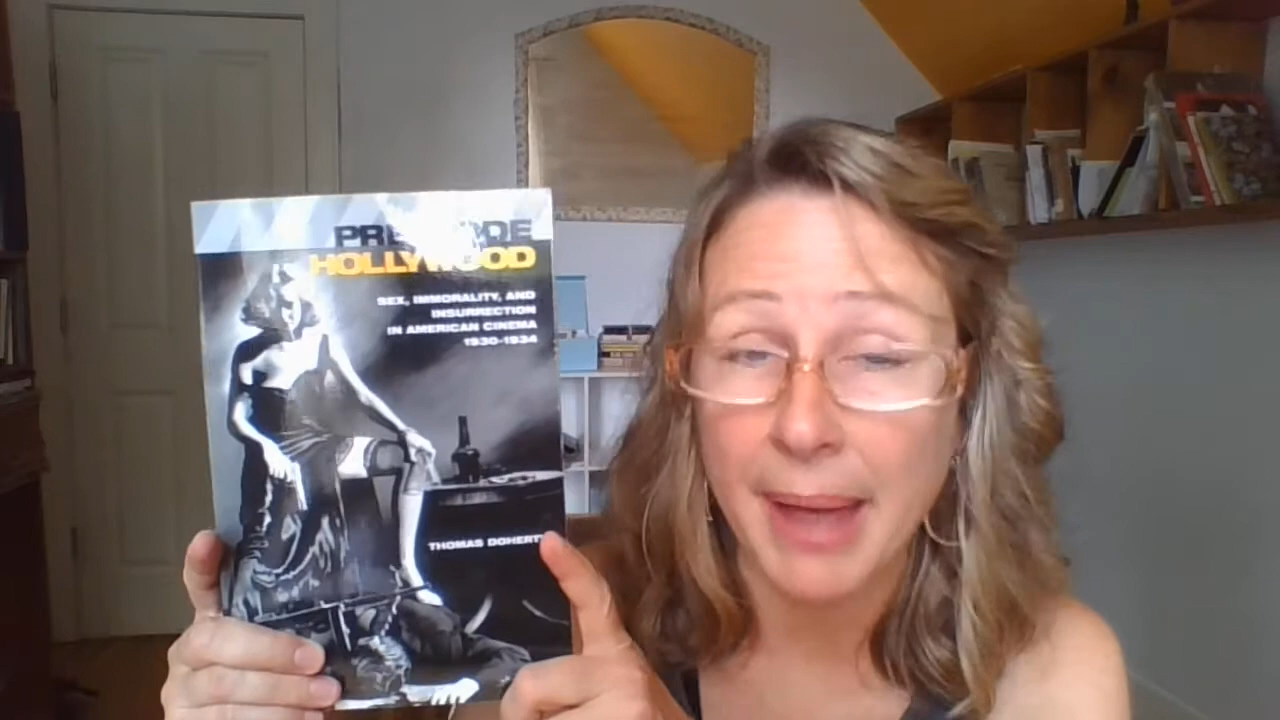 PRE-CODE
HOLLYWOOD
SEX, IMMORALITY, AND
INSURRECTION
IN AMERICAN CINEMA
1930-1934
THOMAS DOHERTY